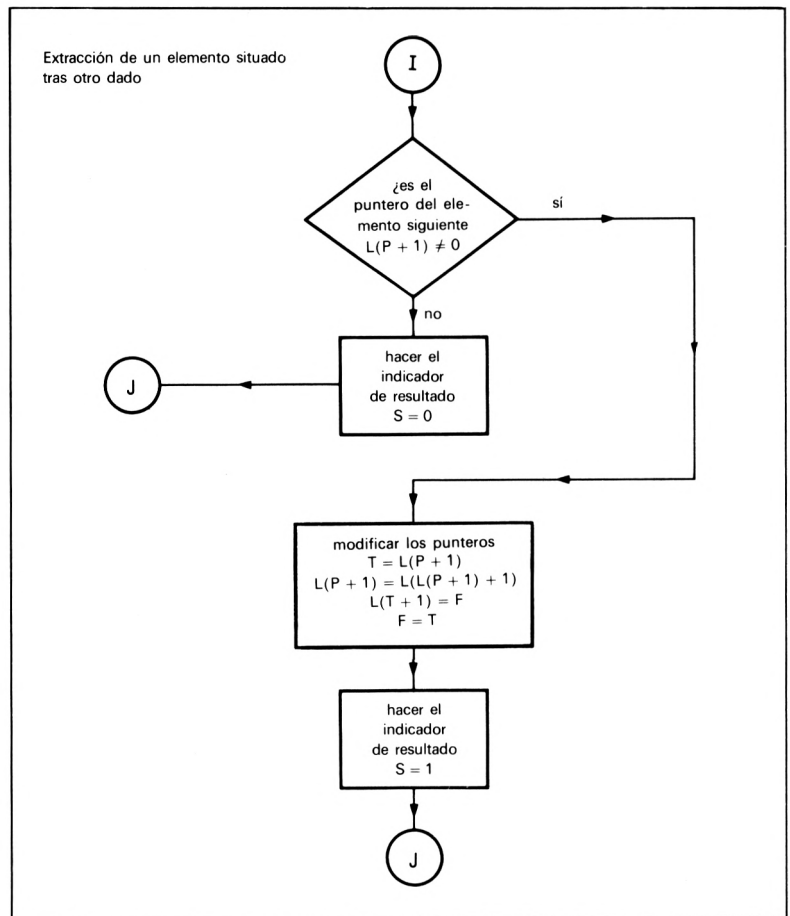 Extracción de un elemento situado
tras otro dado
I
¿es el
puntero del ele-
mento siguiente
L(P + 1) ≠ 0
sí
no
hacer el
indicador
de resultado
S = 0
J
modificar los punteros
T = L(P + 1)
L(P + 1) = L(L(P + 1) + 1)
L(T + 1) = F
F = T
hacer el
indicador
de resultado
S = 1
J